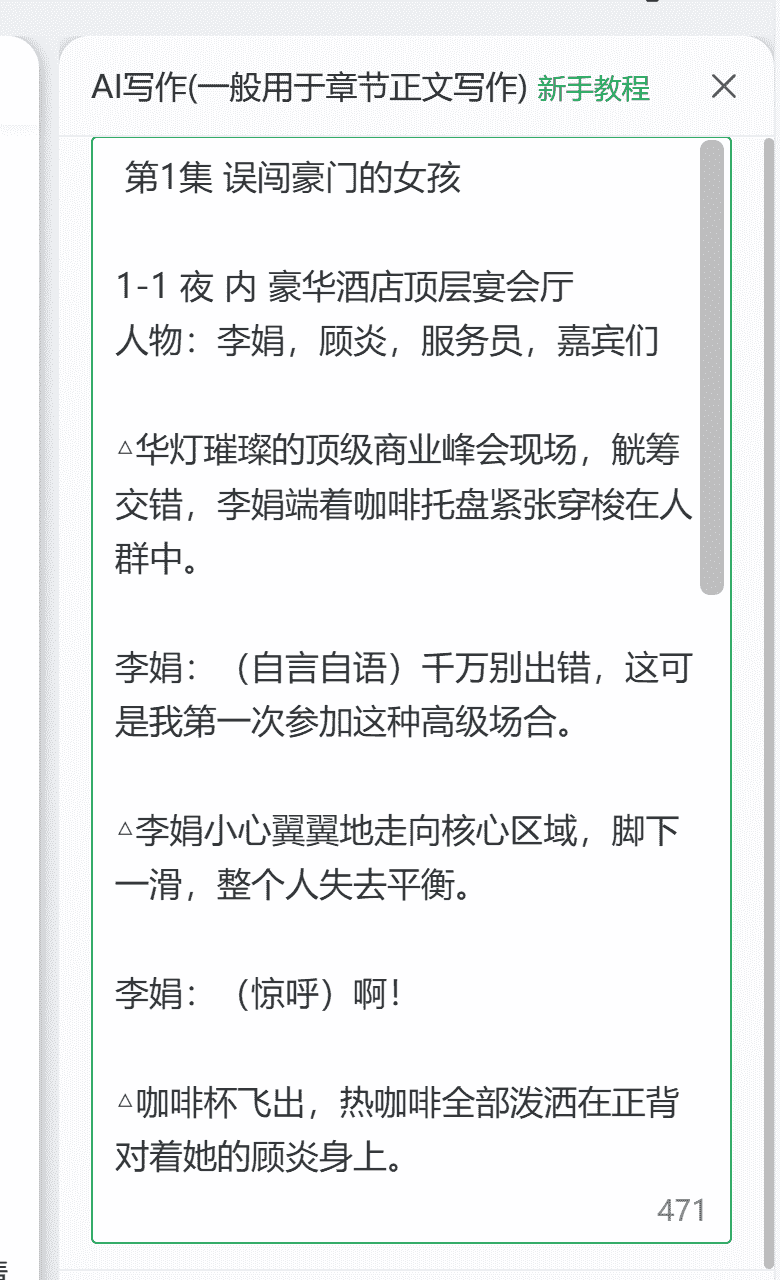 AI写作(一般用于章节正文写作) 新手教程
第1集 误闯豪门的女孩
1-1 夜 内 豪华酒店顶层宴会厅
人物：李娟，顾炎，服务员，嘉宾们
△华灯璀璨的顶级商业峰会现场，觥筹
交错，李娟端着咖啡托盘紧张穿梭在人
群中。
李娟：（自言自语）千万别出错，这可
是我第一次参加这种高级场合。
△李娟小心翼翼地走向核心区域，脚下
一滑，整个人失去平衡。
李娟：（惊呼）啊！
△咖啡杯飞出，热咖啡全部泼洒在正背
对着她的顾炎身上。
471